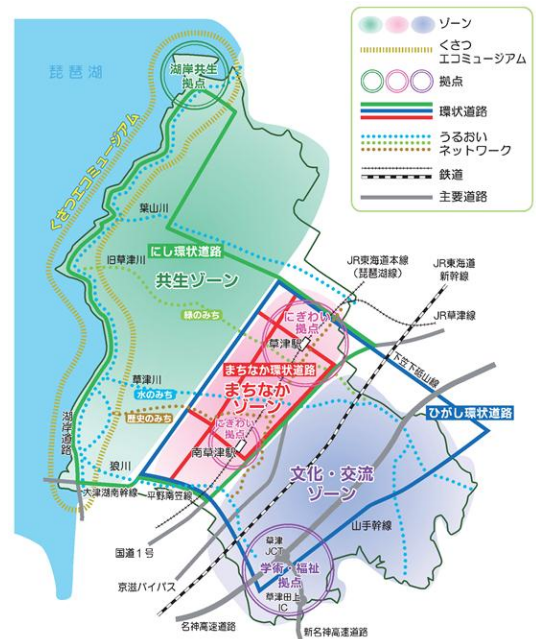 琵琶湖
湖岸共生
拠点
ゾーン
くさつ
エコミュージアム
拠点
環状道路
うるおい
ネットワーク
鉄道
主要道路
くさつエコミュージアム
葉山川
にし環状道路
旧草津川
共生ゾーン
JR東海道本線
(琵琶湖線)
JR東海道
新幹線
JR草津線
緑のみち
にぎわい
拠点
草津駅
下笠下砥山線
まちなか環状道路
まちなか
ゾーン
草津川
水のみち
歴史のみち
ひがし環状道路
にぎわい
拠点
南草津駅
湖岸道路
狼川
文化・交流
ゾーン
大津湖南幹線
平野南笠線
山手幹線
国道1号
草津
JCT
学術・福祉
拠点
京滋バイパス
草津田上
IC
名神高速道路
新名神高速道路